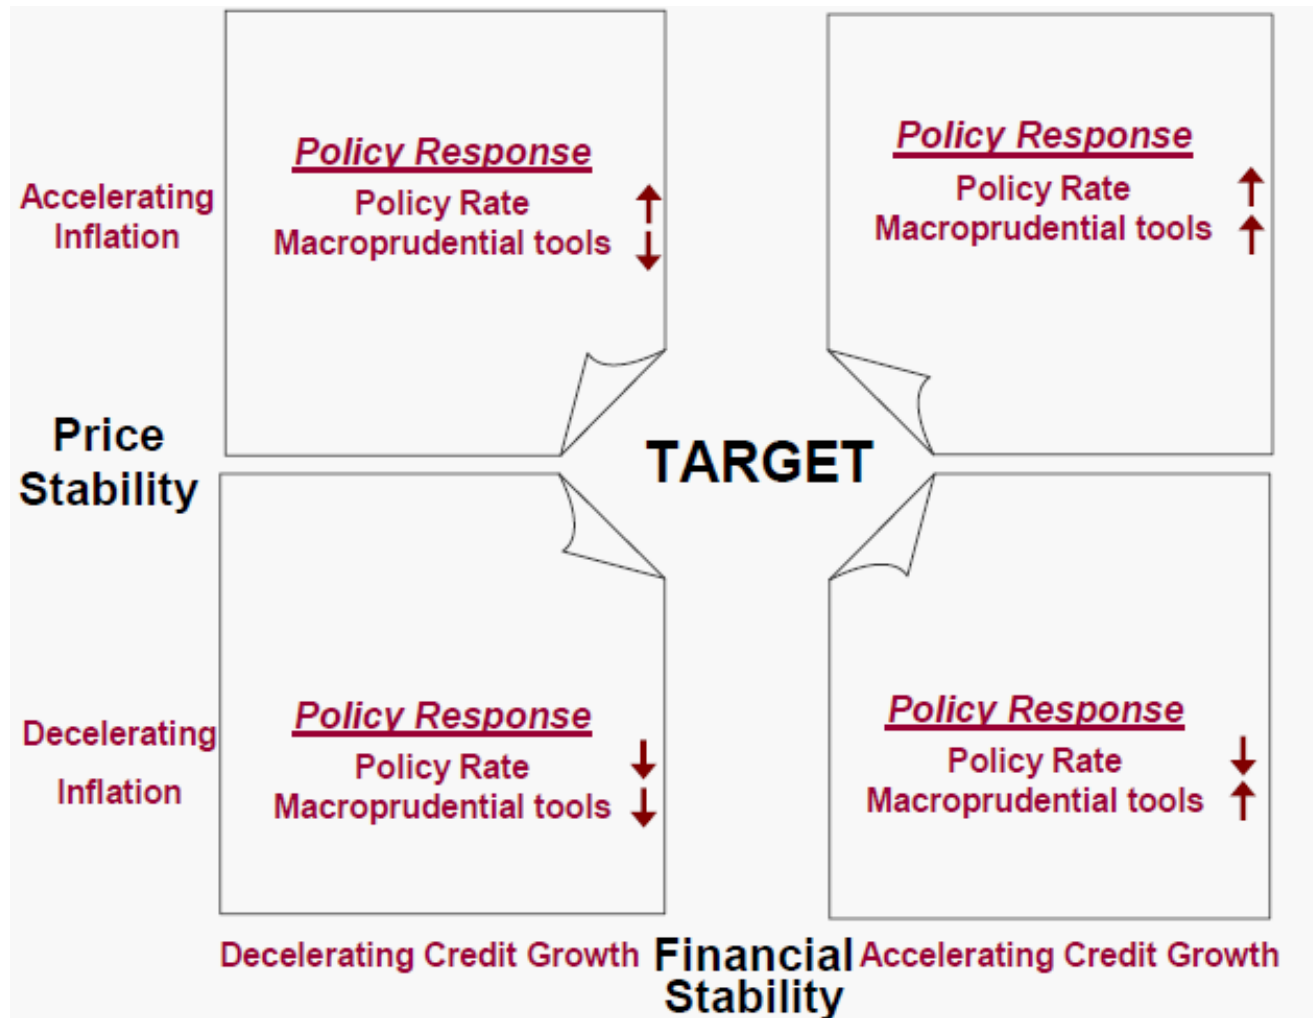 Accelerating
Inflation
Policy Response
Policy Rate ↑
Macroprudential tools ↓
Policy Response
Policy Rate ↑
Macroprudential tools ↑
Price
Stability
TARGET
Decelerating
Inflation
Policy Response
Policy Rate ↓
Macroprudential tools ↓
Policy Response
Policy Rate ↓
Macroprudential tools ↑
Decelerating Credit Growth
Financial
Stability
Accelerating Credit Growth